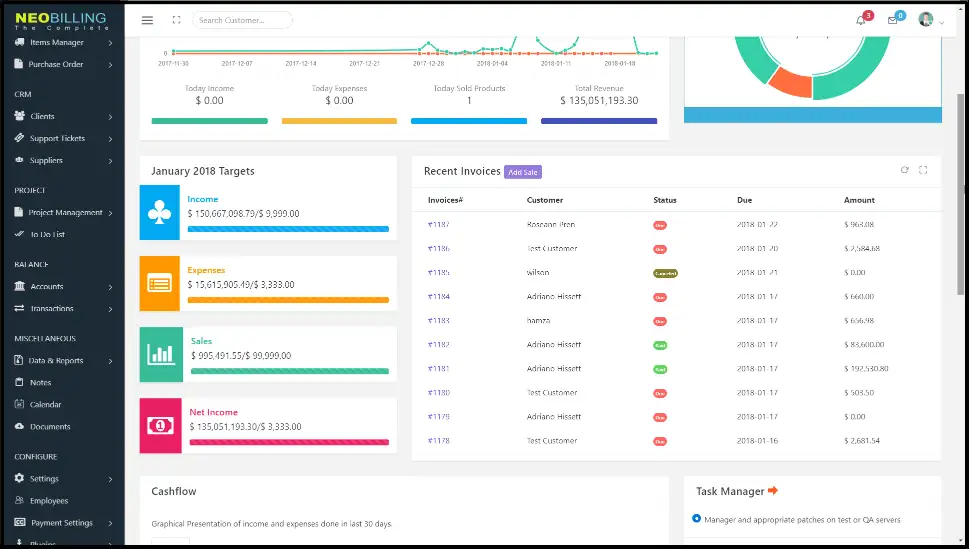 NEOBILLING
The Complete
Search Customer...
3
0
Items Manager
Purchase Order
CRM
Clients
Support Tickets
Suppliers
PROJECT
Project Management
To Do List
BALANCE
Accounts
Transactions
MISCELLANEOUS
Data & Reports
Notes
Calendar
Documents
CONFIGURE
Settings
Employees
Payment Settings
Plugins
0
2017-11-30 2017-12-07 2017-12-14 2017-12-21 2017-12-28 2018-01-04 2018-01-11 2018-01-18
Today Income Today Expenses Today Sold Products Total Revenue
$ 0.00 $ 0.00 1 $ 135,051,193.30
January 2018 Targets
Income
$ 150,667,098.79/$ 9,999.00
Expenses
$ 15,615,905.49/$ 3,333.00
Sales
$ 995,491.55/$ 99,999.00
Net Income
$ 135,051,193.30/$ 3,333.00
Recent Invoices Add Sale
Invoices# Customer Status Due Amount
#1187 Roseann Pren Due 2018-01-22 $ 963.08
#1186 Test Customer Due 2018-01-20 $ 2,584.68
#1185 wilson Canceled 2018-01-21 $ 0.00
#1184 Adriano Hissett Due 2018-01-17 $ 660.00
#1183 hamza Due 2018-01-17 $ 656.98
#1182 Adriano Hissett Paid 2018-01-17 $ 83,600.00
#1181 Adriano Hissett Paid 2018-01-17 $ 192,530.80
#1180 Test Customer Due 2018-01-17 $ 503.50
#1179 Adriano Hissett Due 2018-01-17 $ 0.00
#1178 Test Customer Due 2018-01-16 $ 2,681.54
Cashflow
Graphical Presentation of income and expenses done in last 30 days.
Task Manager
Manager and appropriate patches on test or QA servers